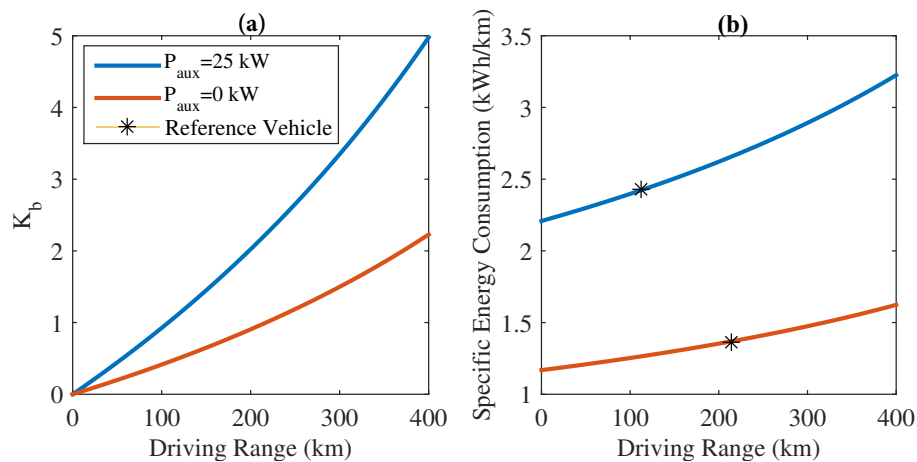 (a)
5
4
3
2
1
0
K_b
P_aux=25 kW
P_aux=0 kW
Reference Vehicle
0 100 200 300 400
Driving Range (km)
(b)
3.5
3
2.5
2
1.5
1
Specific Energy Consumption (kWh/km)
0 100 200 300 400
Driving Range (km)